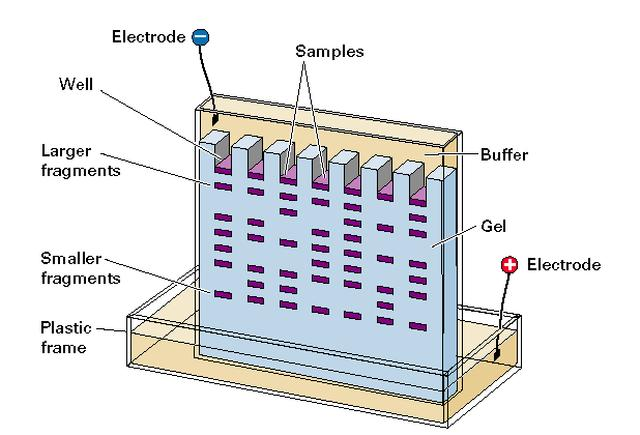 Electrode −
Samples
Well
Larger
fragments
Buffer
Gel
Smaller
fragments
+ Electrode
Plastic
frame